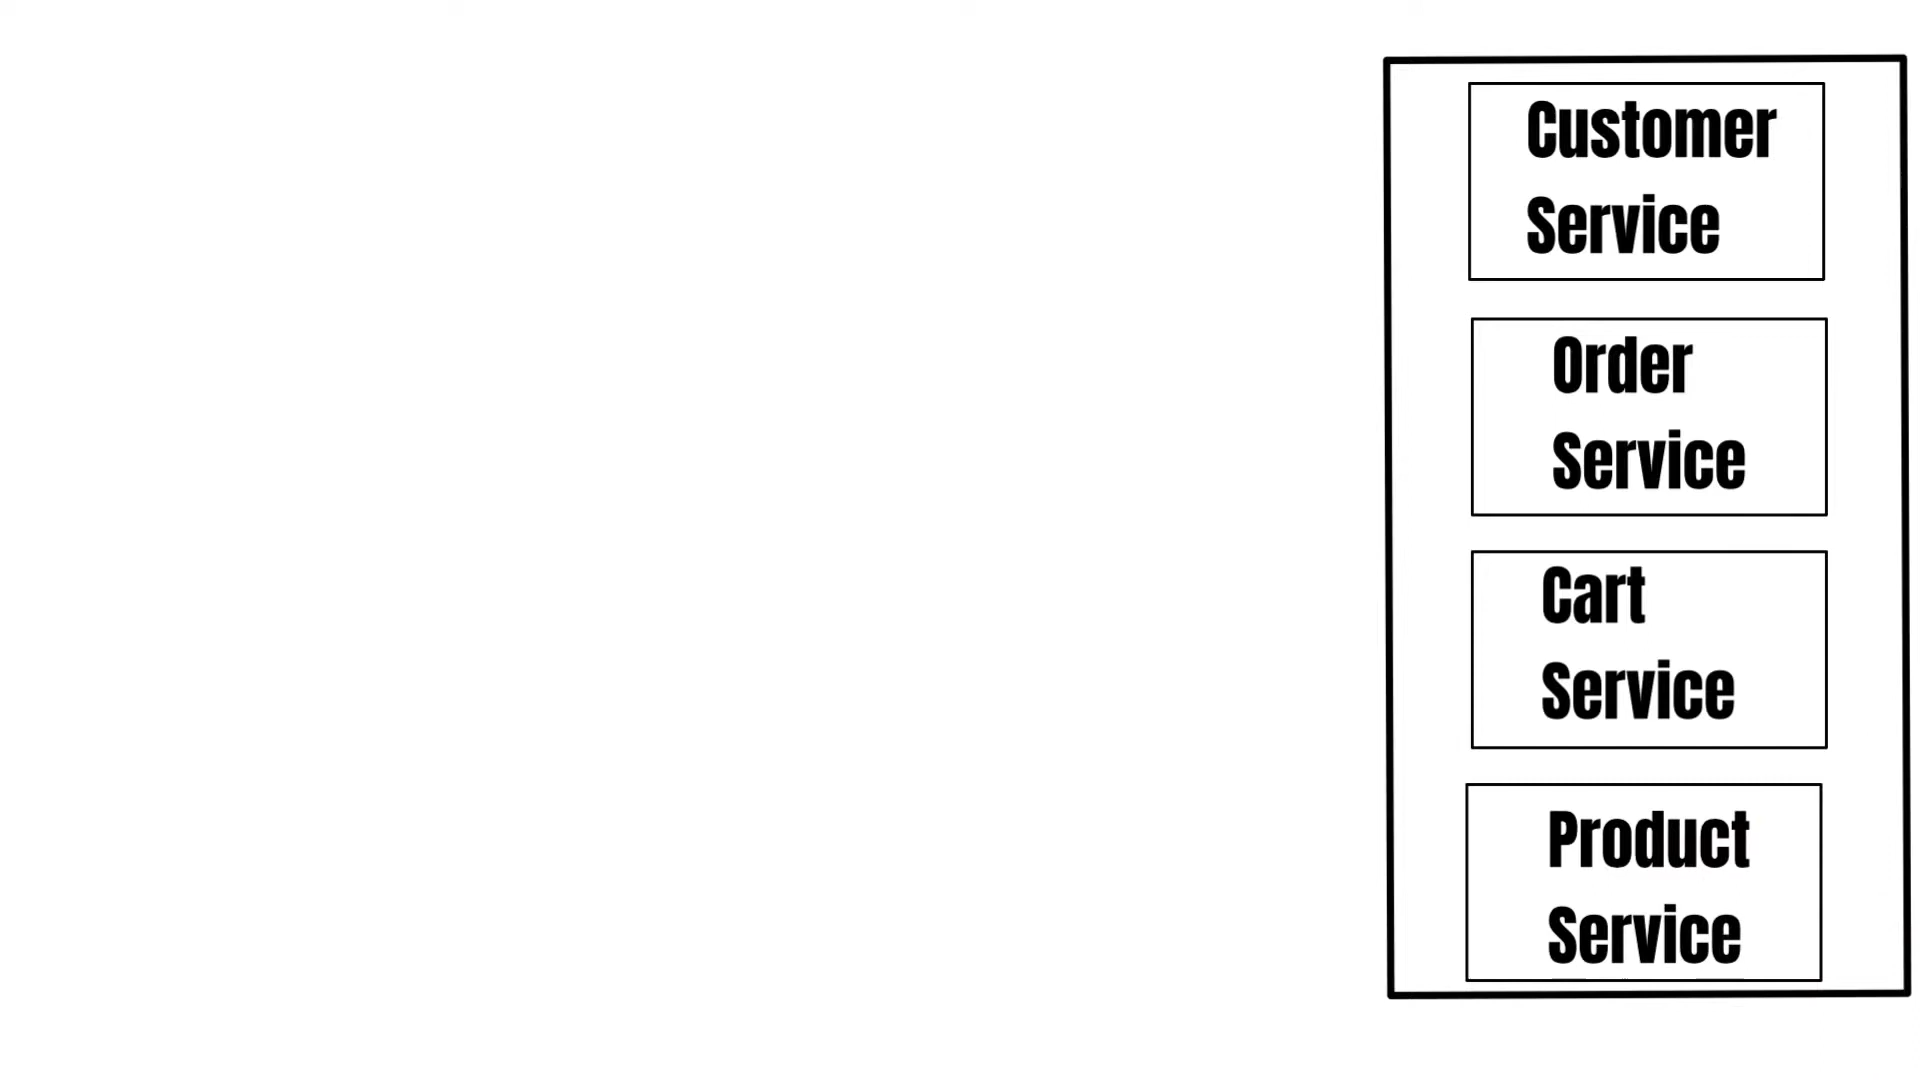 Customer
Service
Order
Service
Cart
Service
Product
Service